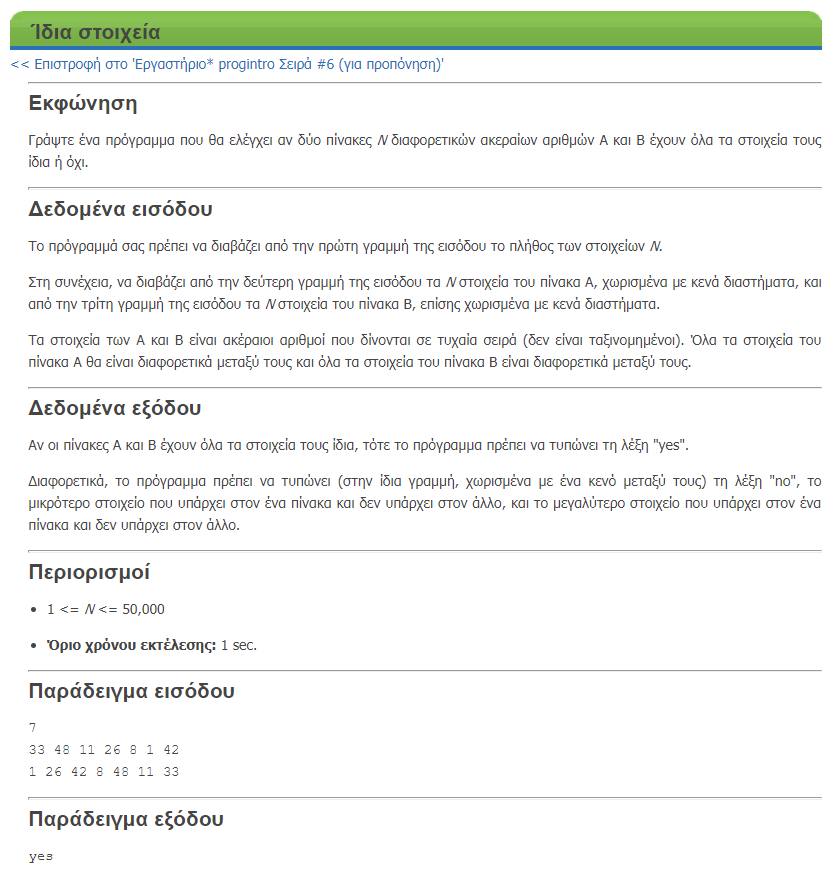 Ίδια στοιχεία
<< Επιστροφή στο 'Εργαστήριο* progintro Σειρά #6 (για προπόνηση)'
Εκφώνηση
Γράψτε ένα πρόγραμμα που θα ελέγχει αν δύο πίνακες N διαφορετικών ακεραίων αριθμών Α και Β έχουν όλα τα στοιχεία τους
ίδια ή όχι.
Δεδομένα εισόδου
Το πρόγραμμά σας πρέπει να διαβάζει από την πρώτη γραμμή της εισόδου το πλήθος των στοιχείων N.
Στη συνέχεια, να διαβάζει από την δεύτερη γραμμή της εισόδου τα N στοιχεία του πίνακα Α, χωρισμένα με κενά διαστήματα, και
από την τρίτη γραμμή της εισόδου τα N στοιχεία του πίνακα Β, επίσης χωρισμένα με κενά διαστήματα.
Τα στοιχεία των Α και Β είναι ακέραιοι αριθμοί που δίνονται σε τυχαία σειρά (δεν είναι ταξινομημένοι). Όλα τα στοιχεία του
πίνακα Α θα είναι διαφορετικά μεταξύ τους και όλα τα στοιχεία του πίνακα Β είναι διαφορετικά μεταξύ τους.
Δεδομένα εξόδου
Αν οι πίνακες Α και Β έχουν όλα τα στοιχεία τους ίδια, τότε το πρόγραμμα πρέπει να τυπώνει τη λέξη "yes".
Διαφορετικά, το πρόγραμμα πρέπει να τυπώνει (στην ίδια γραμμή, χωρισμένα με ένα κενό μεταξύ τους) τη λέξη "no", το
μικρότερο στοιχείο που υπάρχει στον ένα πίνακα και δεν υπάρχει στον άλλο, και το μεγαλύτερο στοιχείο που υπάρχει στον ένα
πίνακα και δεν υπάρχει στον άλλο.
Περιορισμοί
• 1 <= N <= 50,000
• Όριο χρόνου εκτέλεσης: 1 sec.
Παράδειγμα εισόδου
7
33 48 11 26 8 1 42
1 26 42 8 48 11 33
Παράδειγμα εξόδου
yes